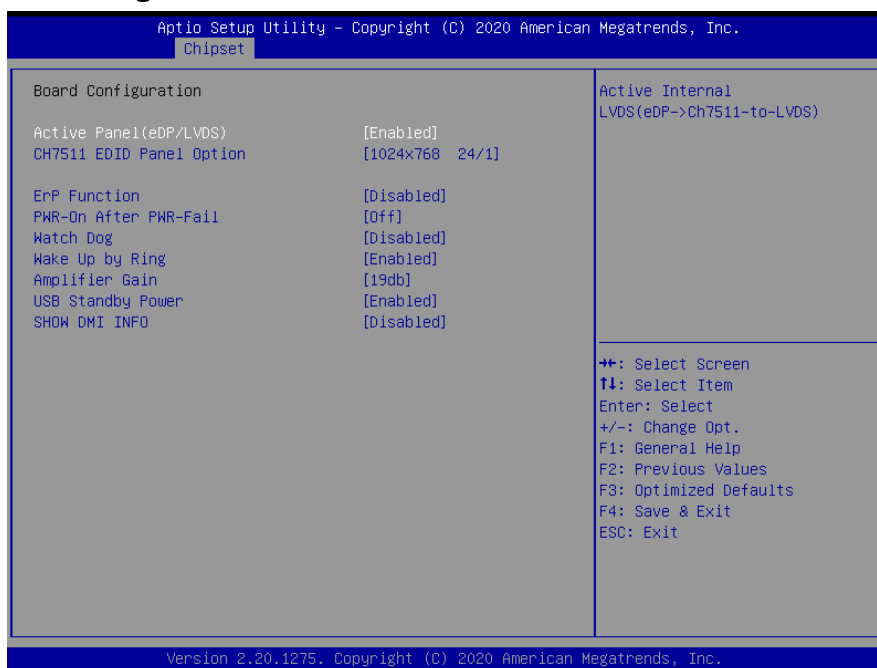 Aptio Setup Utility – Copyright (C) 2020 American Megatrends, Inc.
Chipset
Board Configuration
Active Panel(eDP/LVDS) [Enabled]
CH7511 EDID Panel Option [1024x768 24/1]
ErP Function [Disabled]
PWR-On After PWR-Fail [Off]
Watch Dog [Disabled]
Wake Up by Ring [Enabled]
Amplifier Gain [19db]
USB Standby Power [Enabled]
SHOW DMI INFO [Disabled]
Active Internal
LVDS(eDP->Ch7511-to-LVDS)
→←: Select Screen
↑↓: Select Item
Enter: Select
+/-: Change Opt.
F1: General Help
F2: Previous Values
F3: Optimized Defaults
F4: Save & Exit
ESC: Exit
Version 2.20.1275. Copyright (C) 2020 American Megatrends, Inc.